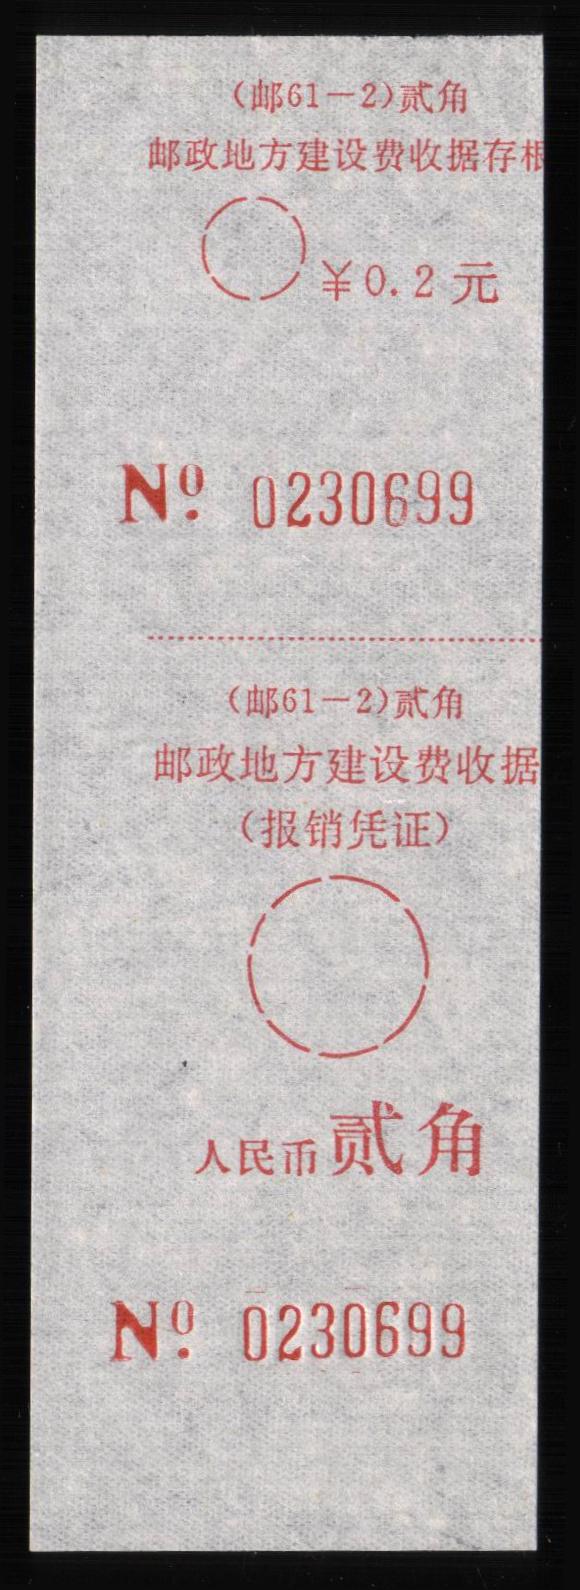 (邮61－2)贰角
邮政地方建设费收据存根
￥0.2元
Nº 0230699
(邮61－2)贰角
邮政地方建设费收据
(报销凭证)
人民币贰角
Nº 0230699